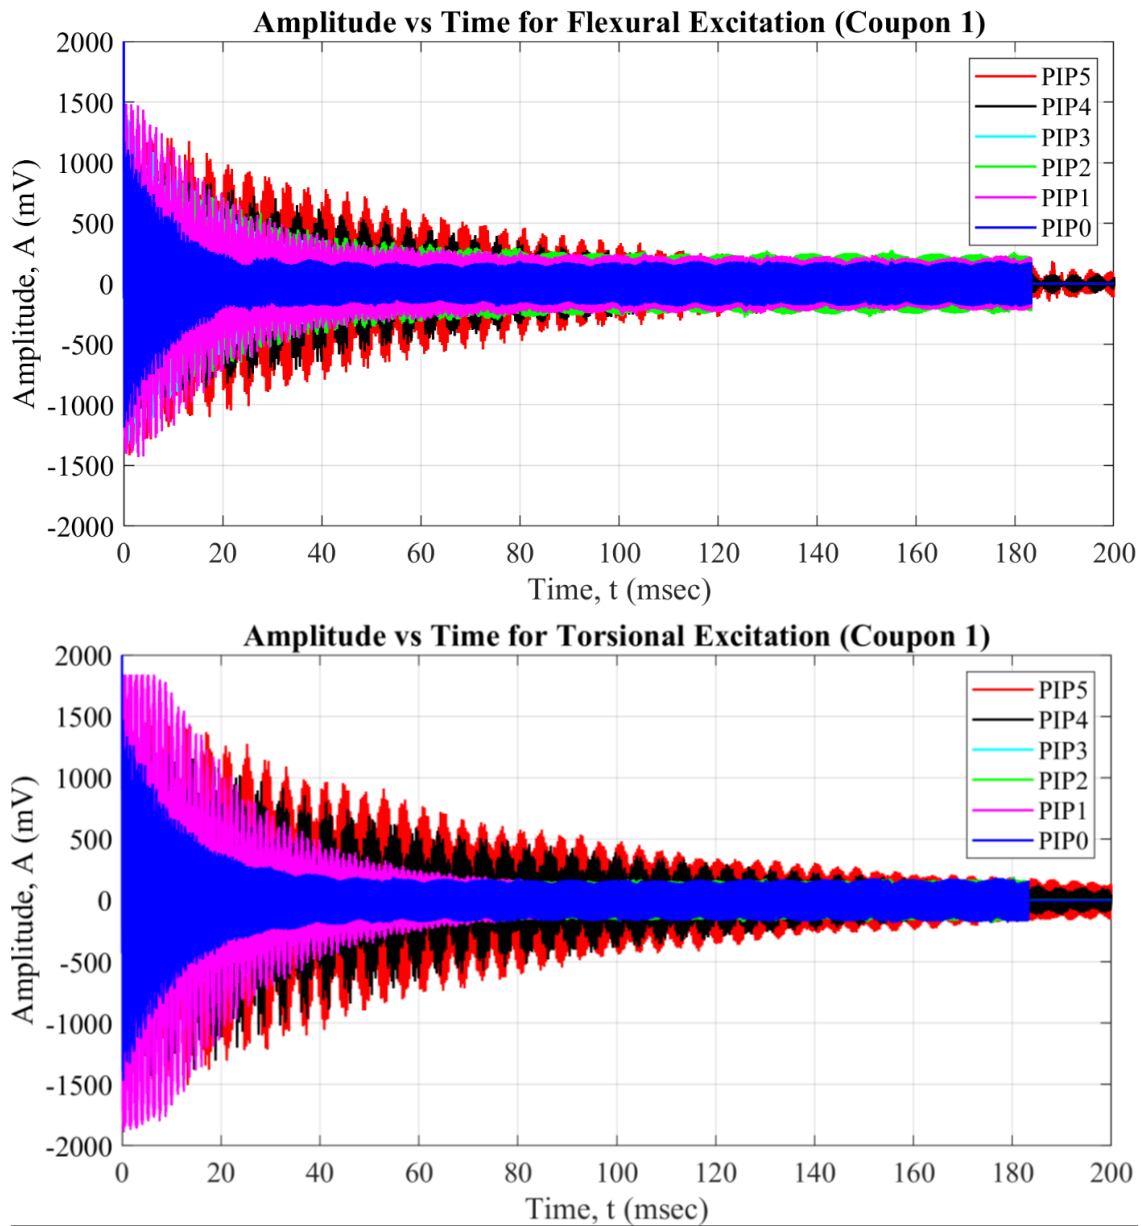 Amplitude vs Time for Flexural Excitation (Coupon 1)
2000
1500
1000
500
0
-500
-1000
-1500
-2000
Amplitude, A (mV)
PIP5
PIP4
PIP3
PIP2
PIP1
PIP0
0 20 40 60 80 100 120 140 160 180 200
Time, t (msec)
Amplitude vs Time for Torsional Excitation (Coupon 1)
2000
1500
1000
500
0
-500
-1000
-1500
-2000
Amplitude, A (mV)
PIP5
PIP4
PIP3
PIP2
PIP1
PIP0
0 20 40 60 80 100 120 140 160 180 200
Time, t (msec)